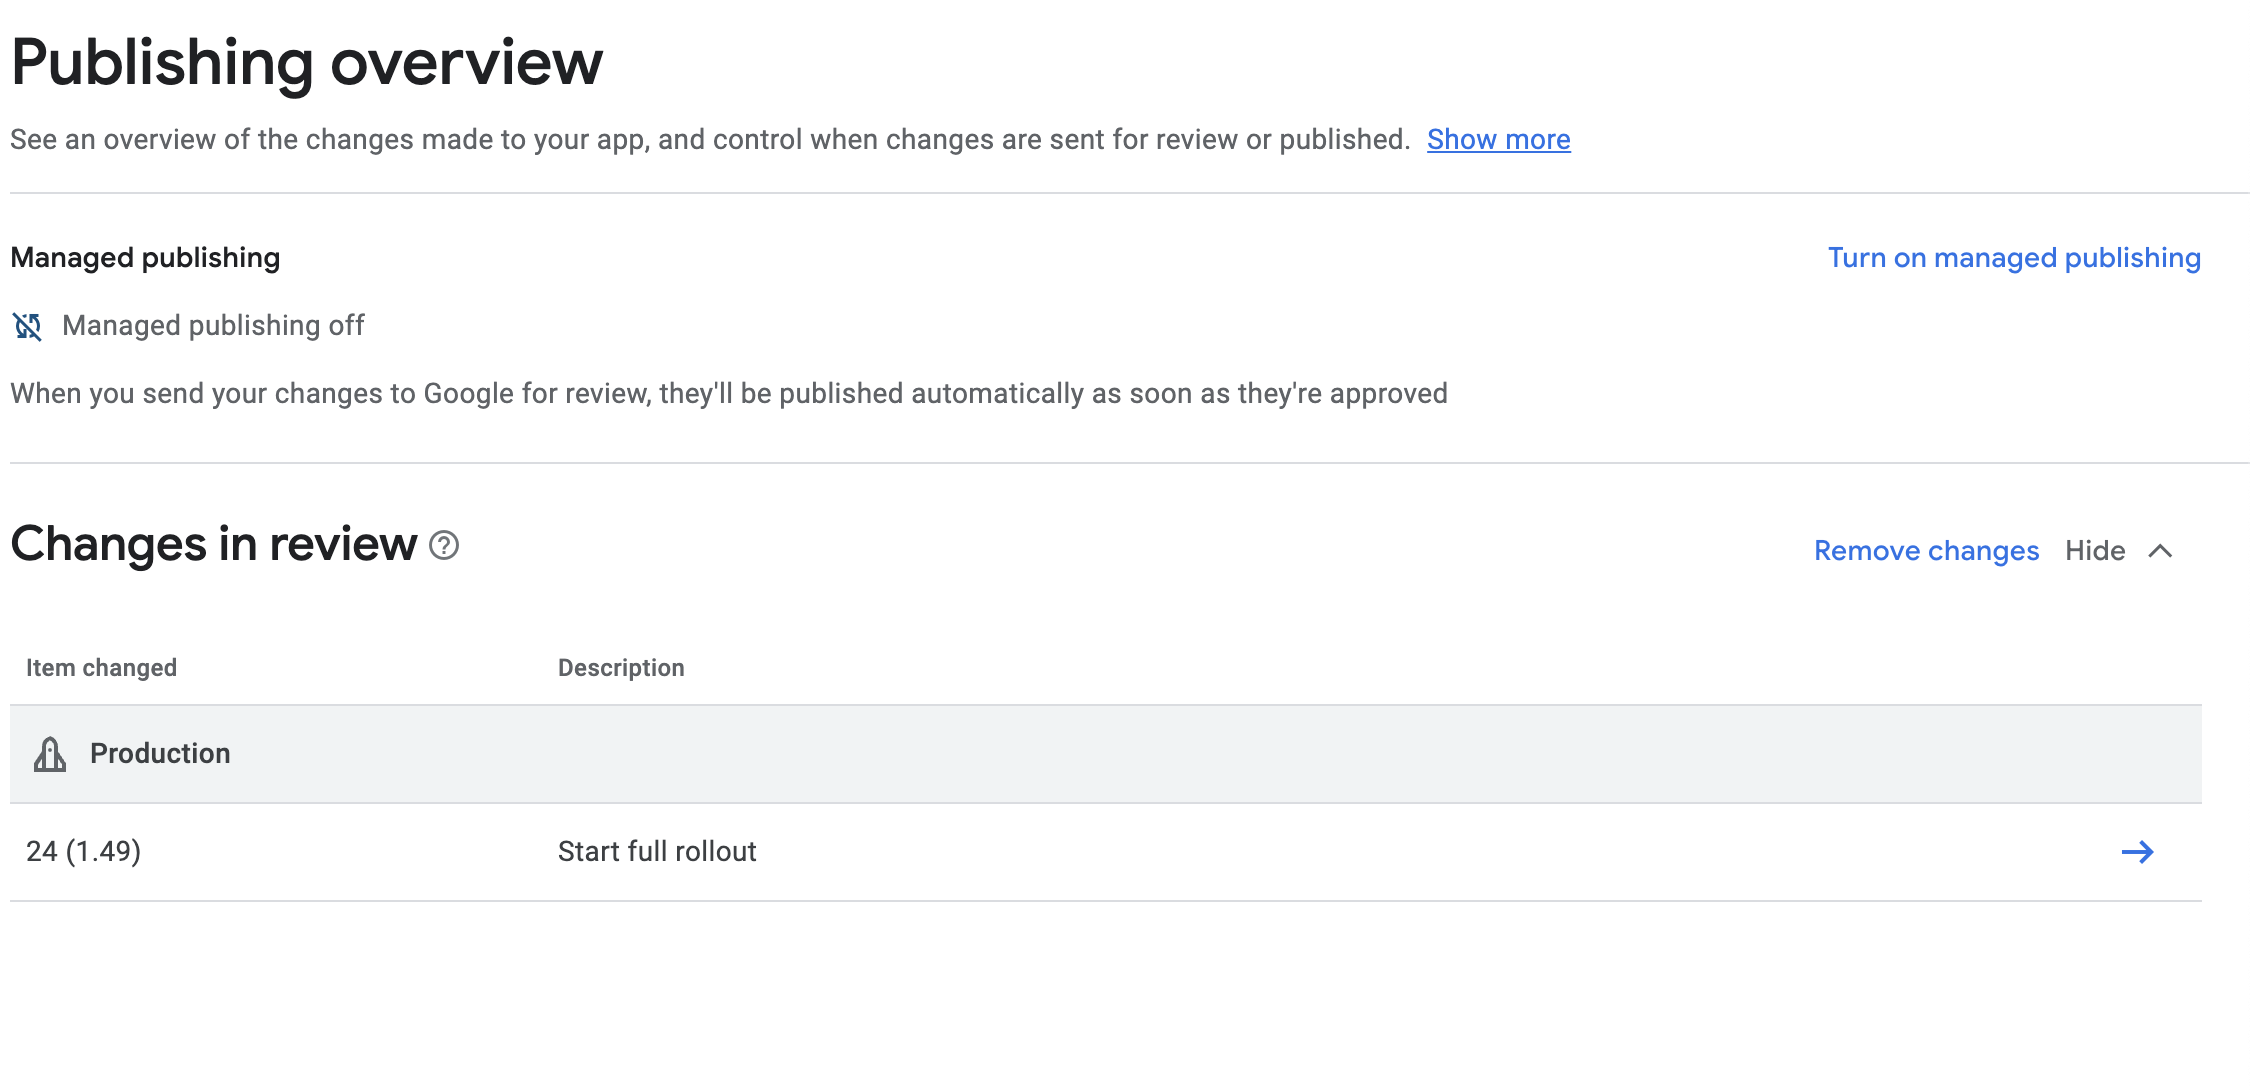 Publishing overview
See an overview of the changes made to your app, and control when changes are sent for review or published. Show more
Managed publishing
Turn on managed publishing
Managed publishing off
When you send your changes to Google for review, they'll be published automatically as soon as they're approved
Changes in review
Remove changes Hide
Item changed Description
Production
24 (1.49) Start full rollout